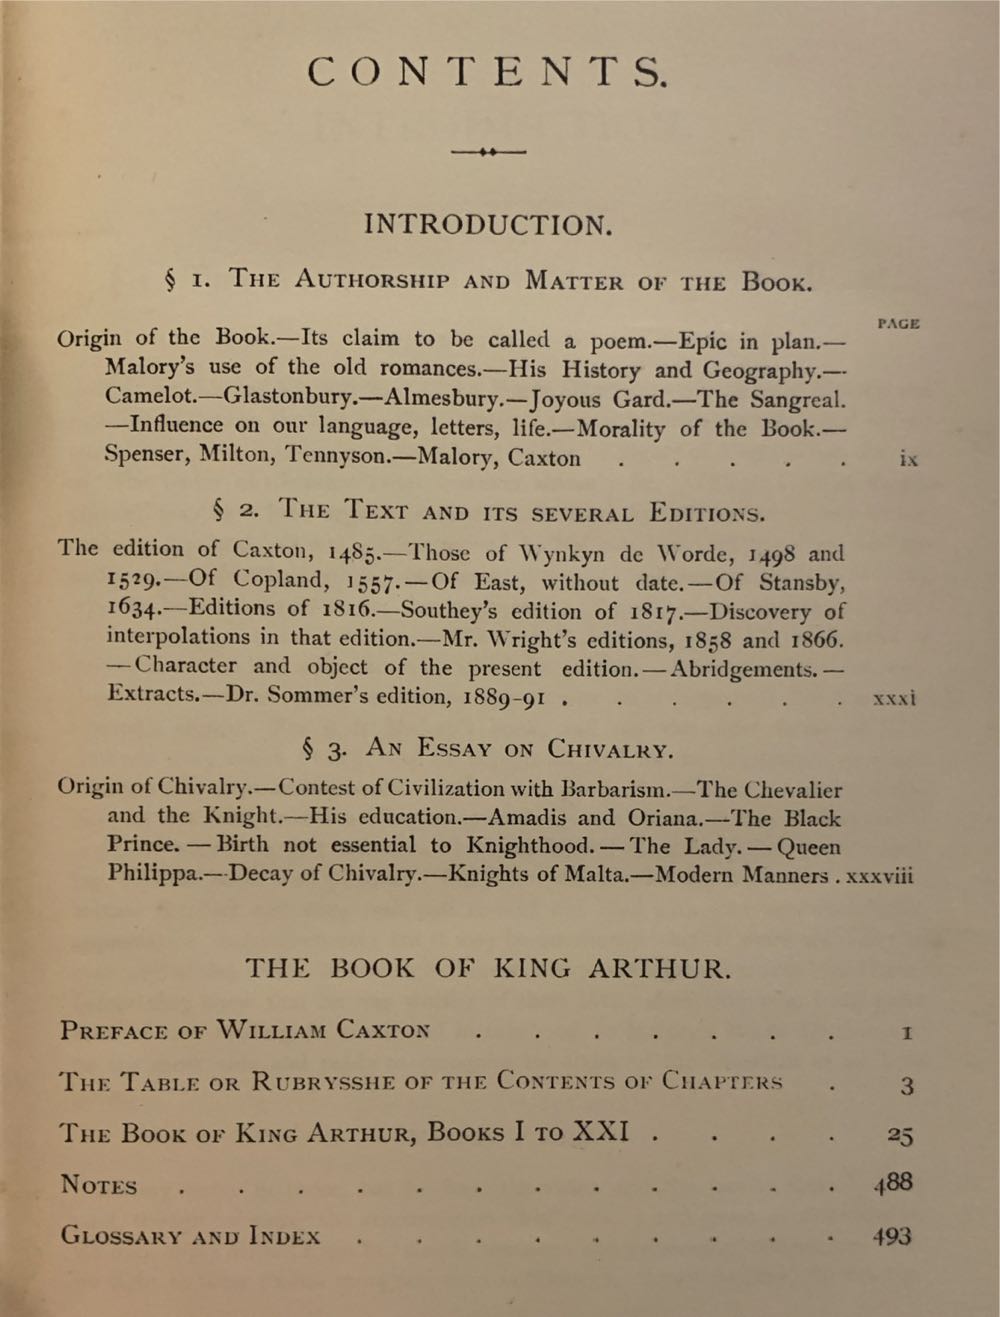 CONTENTS.
INTRODUCTION.
§ 1. The Authorship and Matter of the Book.
PAGE
Origin of the Book.—Its claim to be called a poem.—Epic in plan.—
Malory's use of the old romances.—His History and Geography.—
Camelot.—Glastonbury.—Almesbury.—Joyous Gard.—The Sangreal.
—Influence on our language, letters, life.—Morality of the Book.—
Spenser, Milton, Tennyson.—Malory, Caxton . . . . . ix
§ 2. The Text and its several Editions.
The edition of Caxton, 1485.—Those of Wynkyn de Worde, 1498 and
1529.—Of Copland, 1557.—Of East, without date.—Of Stansby,
1634.—Editions of 1816.—Southey's edition of 1817.—Discovery of
interpolations in that edition.—Mr. Wright's editions, 1858 and 1866.
—Character and object of the present edition.—Abridgements.—
Extracts.—Dr. Sommer's edition, 1889-91 . . . . . . xxxi
§ 3. An Essay on Chivalry.
Origin of Chivalry.—Contest of Civilization with Barbarism.—The Chevalier
and the Knight.—His education.—Amadis and Oriana.—The Black
Prince.—Birth not essential to Knighthood.—The Lady.—Queen
Philippa.—Decay of Chivalry.—Knights of Malta.—Modern Manners . xxxviii
THE BOOK OF KING ARTHUR.
Preface of William Caxton . . . . . . . 1
The Table or Rubrysshe of the Contents of Chapters . 3
The Book of King Arthur, Books I to XXI . . . . 25
Notes . . . . . . . . . . . . 488
Glossary and Index . . . . . . . . . 493